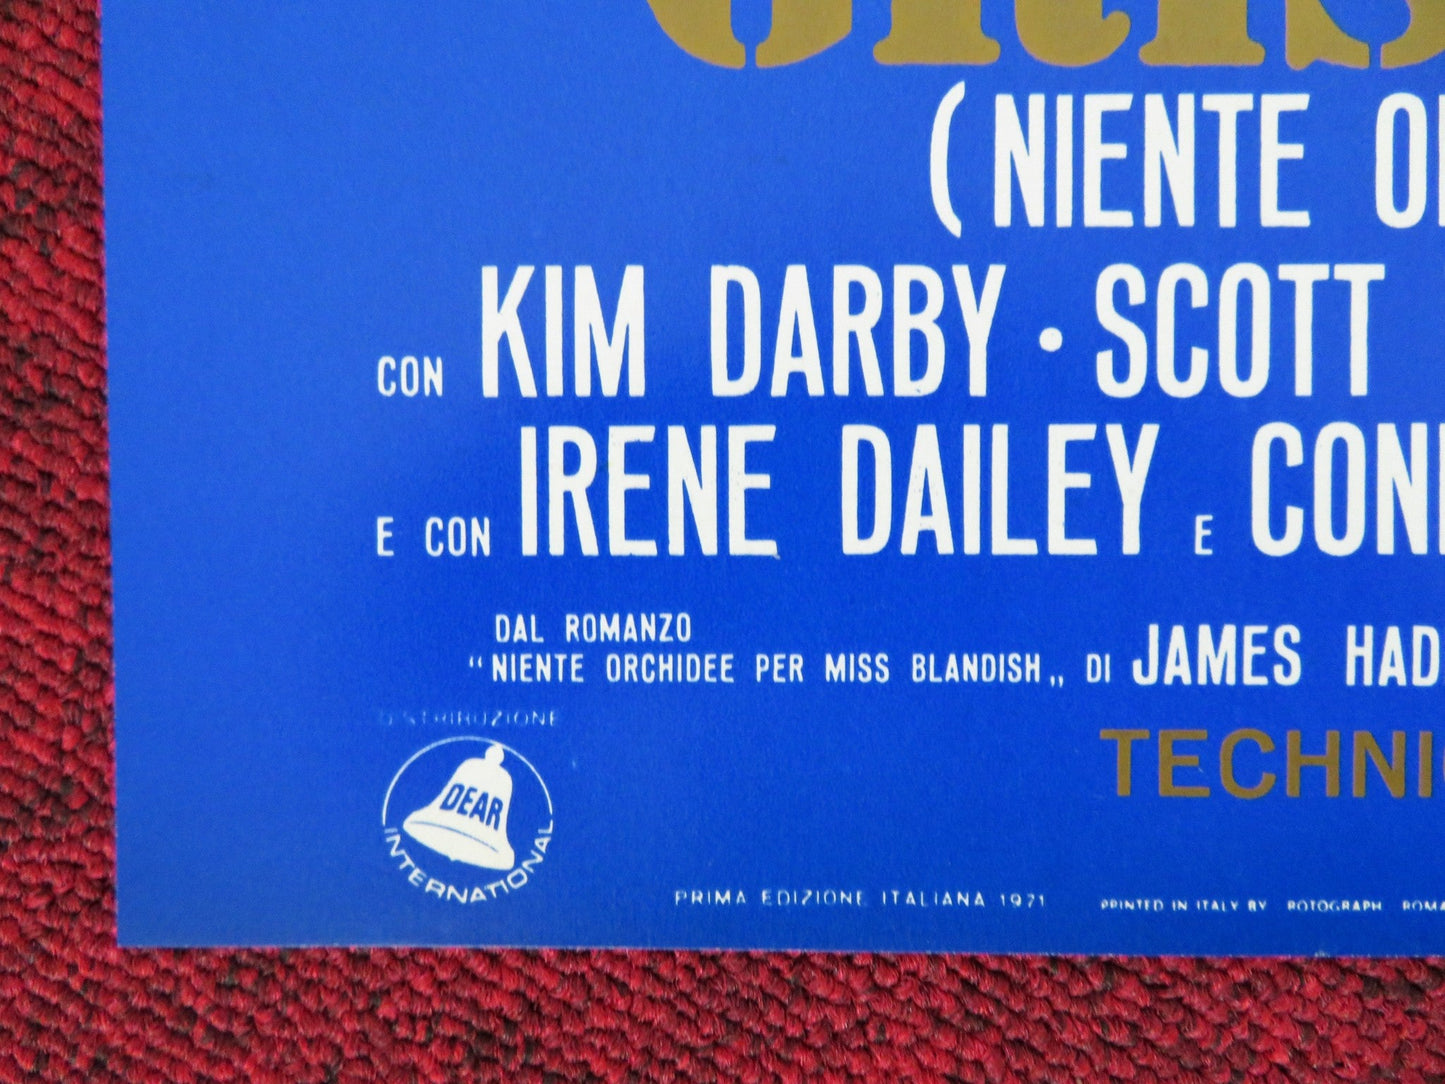 (NIENTE
CON KIM DARBY • SCOTT
E CON IRENE DAILEY E CON
DAL ROMANZO
“NIENTE ORCHIDEE PER MISS BLANDISH„ DI JAMES HAD
DISTRIBUZIONE
TECHNI
DEAR
INTERNATIONAL
PRIMA EDIZIONE ITALIANA 1971 PRINTED IN ITALY BY ROTOGRAPH ROMA